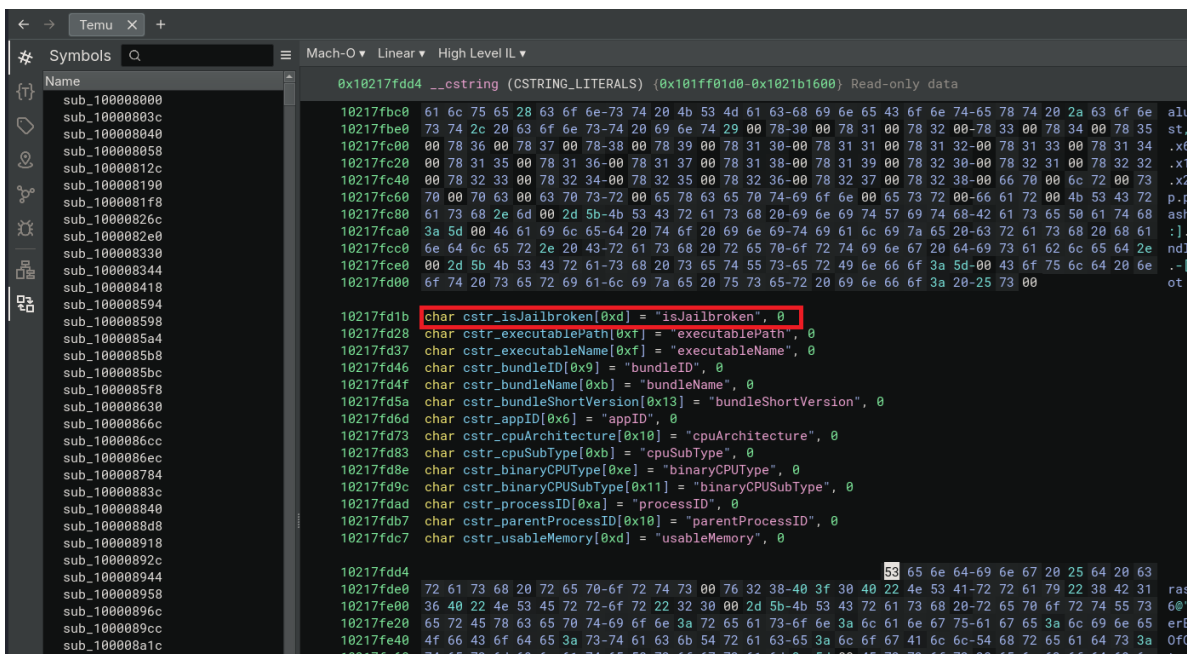 ← → Temu × +
Symbols
Mach-O ▾ Linear ▾ High Level IL ▾
Name
0x10217fdd4 __cstring (CSTRING_LITERALS) {0x101ff01d0-0x1021b1600} Read-only data
sub_100008000
sub_10000803c
sub_100008040
sub_100008058
sub_10000812c
sub_100008190
sub_1000081f8
sub_10000826c
sub_1000082e0
sub_100008330
sub_100008344
sub_100008418
sub_100008594
sub_100008598
sub_1000085a4
sub_1000085b8
sub_1000085bc
sub_1000085f8
sub_100008630
sub_10000866c
sub_1000086cc
sub_1000086ec
sub_100008784
sub_10000883c
sub_100008840
sub_1000088d8
sub_100008918
sub_10000892c
sub_100008944
sub_100008958
sub_10000896c
sub_1000089cc
sub_100008a1c
10217fbc0 61 6c 75 65 28 63 6f 6e-73 74 20 4b 53 4d 61 63-68 69 6e 65 43 6f 6e 74-65 78 74 20 2a 63 6f 6e alu
10217fbe0 73 74 2c 20 63 6f 6e 73-74 20 69 6e 74 29 00 78-30 00 78 31 00 78 32 00-78 33 00 78 34 00 78 35 st,
10217fc00 00 78 36 00 78 37 00 78-38 00 78 39 00 78 31 30-00 78 31 31 00 78 31 32-00 78 31 33 00 78 31 34 .x6
10217fc20 00 78 31 35 00 78 31 36-00 78 31 37 00 78 31 38-00 78 31 39 00 78 32 30-00 78 32 31 00 78 32 32 .x1
10217fc40 00 78 32 33 00 78 32 34-00 78 32 35 00 78 32 36-00 78 32 37 00 78 32 38-00 66 70 00 6c 72 00 73 .x2
10217fc60 70 00 70 63 00 63 70 73-72 00 65 78 63 65 70 74-69 6f 6e 00 65 73 72 00-66 61 72 00 4b 53 43 72 p.p
10217fc80 61 73 68 2e 6d 00 2d 5b-4b 53 43 72 61 73 68 20-69 6e 69 74 57 69 74 68-42 61 73 65 50 61 74 68 ash
10217fca0 3a 5d 00 46 61 69 6c 65-64 20 74 6f 20 69 6e 69-74 69 61 6c 69 7a 65 20-63 72 61 73 68 20 68 61 :].
10217fcc0 6e 64 6c 65 72 2e 20 43-72 61 73 68 20 72 65 70-6f 72 74 69 6e 67 20 64-69 73 61 62 6c 65 64 2e ndl
10217fce0 00 2d 5b 4b 53 43 72 61-73 68 20 73 65 74 55 73-65 72 49 6e 66 6f 3a 5d-00 43 6f 75 6c 64 20 6e .-[
10217fd00 6f 74 20 73 65 72 69 61-6c 69 7a 65 20 75 73 65-72 20 69 6e 66 6f 3a 20-25 73 00 ot
10217fd1b char cstr_isJailbroken[0xd] = "isJailbroken", 0
10217fd28 char cstr_executablePath[0xf] = "executablePath", 0
10217fd37 char cstr_executableName[0xf] = "executableName", 0
10217fd46 char cstr_bundleID[0x9] = "bundleID", 0
10217fd4f char cstr_bundleName[0xb] = "bundleName", 0
10217fd5a char cstr_bundleShortVersion[0x13] = "bundleShortVersion", 0
10217fd6d char cstr_appID[0x6] = "appID", 0
10217fd73 char cstr_cpuArchitecture[0x10] = "cpuArchitecture", 0
10217fd83 char cstr_cpuSubType[0xb] = "cpuSubType", 0
10217fd8e char cstr_binaryCPUType[0xe] = "binaryCPUType", 0
10217fd9c char cstr_binaryCPUSubType[0x11] = "binaryCPUSubType", 0
10217fdad char cstr_processID[0xa] = "processID", 0
10217fdb7 char cstr_parentProcessID[0x10] = "parentProcessID", 0
10217fdc7 char cstr_usableMemory[0xd] = "usableMemory", 0
10217fdd4 53 65 6e 64-69 6e 67 20 25 64 20 63
10217fde0 72 61 73 68 20 72 65 70-6f 72 74 73 00 76 32 38-40 3f 30 40 22 4e 53 41-72 72 61 79 22 38 42 31 ras
10217fe00 36 40 22 4e 53 45 72 72-6f 72 22 32 30 00 2d 5b-4b 53 43 72 61 73 68 20-72 65 70 6f 72 74 55 73 6@"
10217fe20 65 72 45 78 63 65 70 74-69 6f 6e 3a 72 65 61 73-6f 6e 3a 6c 61 6e 67 75-61 67 65 3a 6c 69 6e 65 erE
10217fe40 4f 66 43 6f 64 65 3a 73-74 61 63 6b 54 72 61 63-65 3a 6c 6f 67 41 6c 6c-54 68 72 65 61 64 73 3a OfC